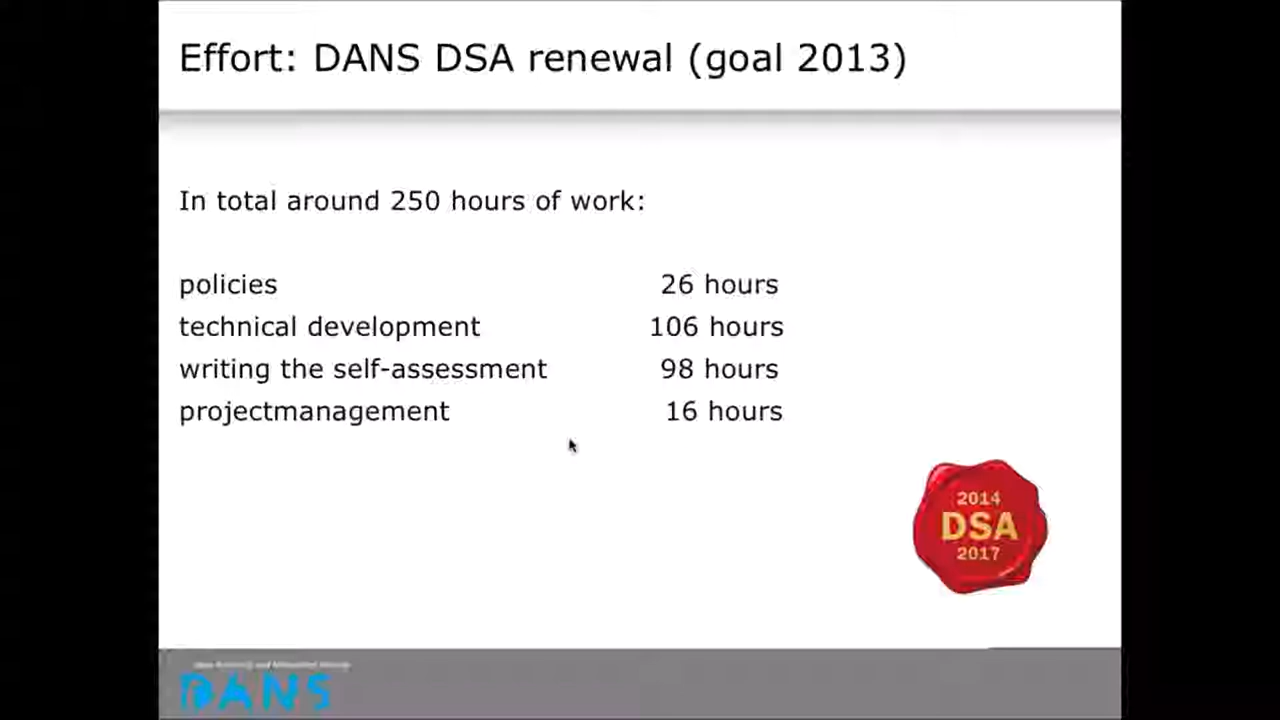 Effort: DANS DSA renewal (goal 2013)
In total around 250 hours of work:
policies 26 hours
technical development 106 hours
writing the self-assessment 98 hours
projectmanagement 16 hours
2014
DSA
2017
DANS